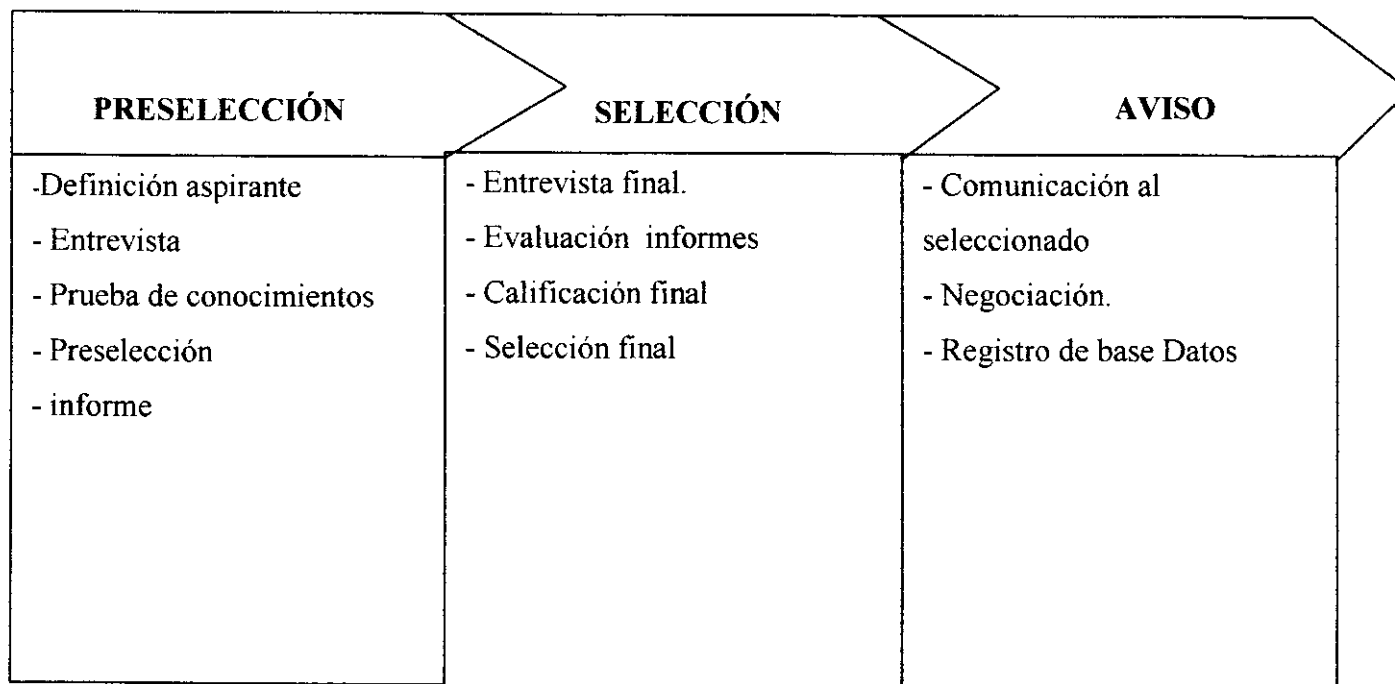 PRESELECCIÓN
-Definición aspirante
- Entrevista
- Prueba de conocimientos
- Preselección
- informe
SELECCIÓN
- Entrevista final.
- Evaluación informes
- Calificación final
- Selección final
AVISO
- Comunicación al
seleccionado
- Negociación.
- Registro de base Datos